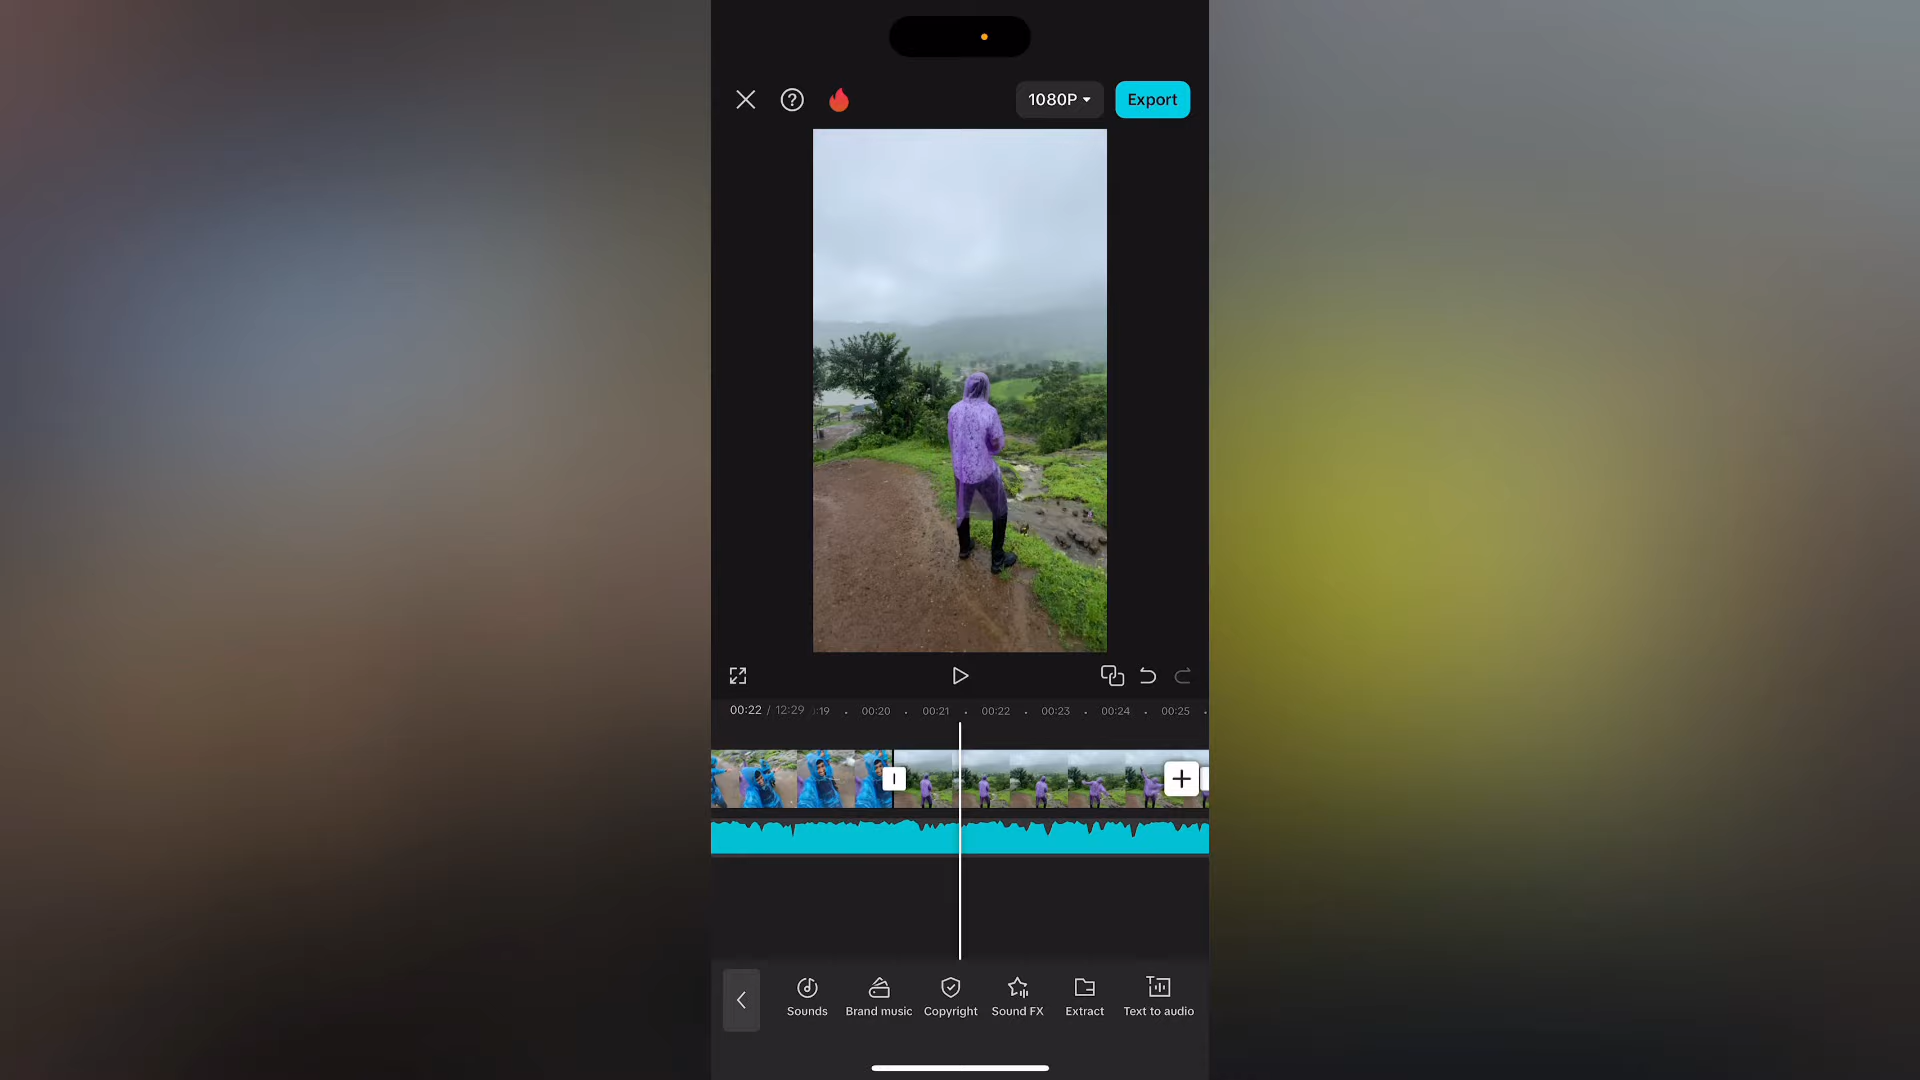 1080P
Export
00:22 / 12:29 :19 00:20 00:21 00:22 00:23 00:24 00:25
Sounds Brand music Copyright Sound FX Extract Text to audio